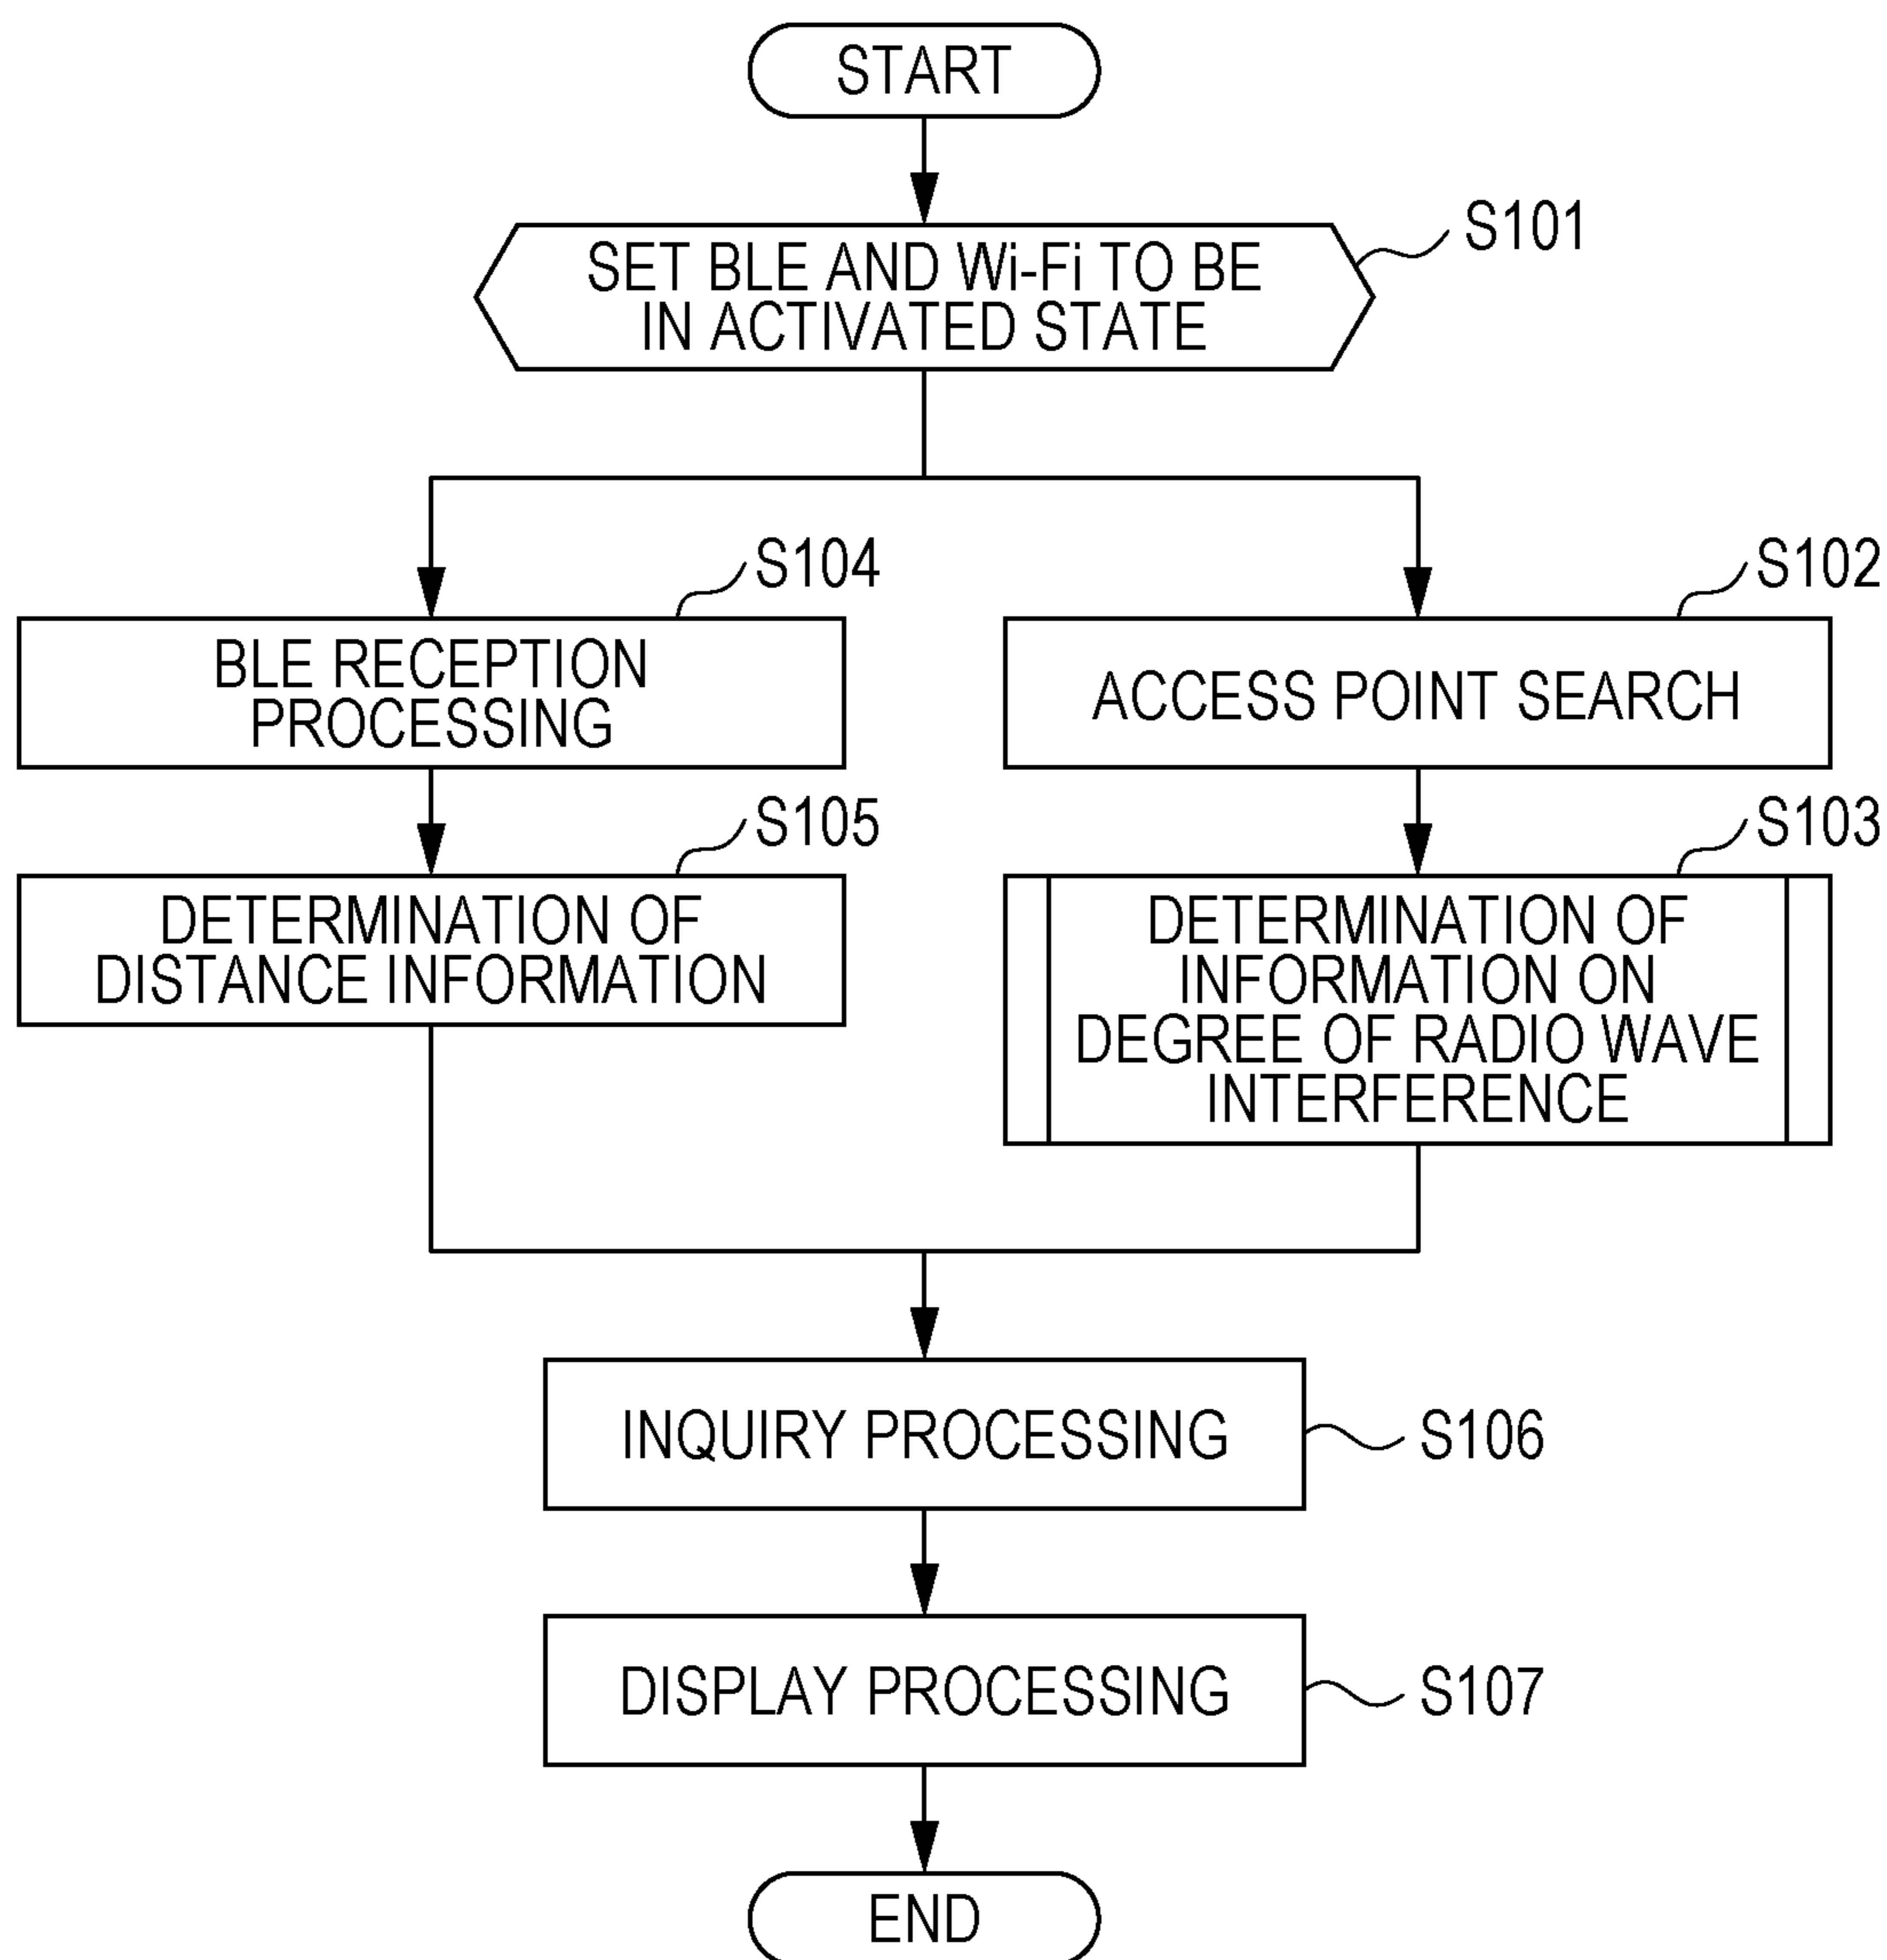 START
S101
SET BLE AND Wi-Fi TO BE
IN ACTIVATED STATE
S104
BLE RECEPTION
PROCESSING
S102
ACCESS POINT SEARCH
S105
DETERMINATION OF
DISTANCE INFORMATION
S103
DETERMINATION OF
INFORMATION ON
DEGREE OF RADIO WAVE
INTERFERENCE
INQUIRY PROCESSING
S106
DISPLAY PROCESSING
S107
END